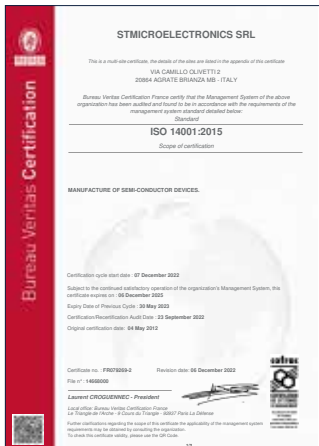 STMICROELECTRONICS SRL
This is a multi-site certificate, the details of the sites are listed in the appendix of this certificate
VIA CAMILLO OLIVETTI 2
20864 AGRATE BRIANZA MB - ITALY
Bureau Veritas Certification France certify that the Management System of the above
organization has been audited and found to be in accordance with the requirements of the
management system standard detailed below:
Standard
ISO 14001:2015
Scope of certification
MANUFACTURE OF SEMI-CONDUCTOR DEVICES.
Certification cycle start date : 07 December 2022
Subject to the continued satisfactory operation of the organization's Management System, this
certificate expires on : 06 December 2025
Expiry Date of Previous Cycle : 30 May 2023
Certification/Recertification Audit Date : 23 September 2022
Original certification date: 04 May 2012
Certificate no. : FR079269-2 Revision date: 06 December 2022
File n° : 14698000
Laurent CROGUENNEC - President
Local office: Bureau Veritas Certification France
Le Triangle de l'Arche - 9 Cours du Triangle - 92937 Paris La Défense
Further clarifications regarding the scope of this certificate the applicability of the management system
requirements may be obtained by consulting the organization.
To check this certificate validity, please use the QR Code.
Bureau Veritas Certification
cofrac